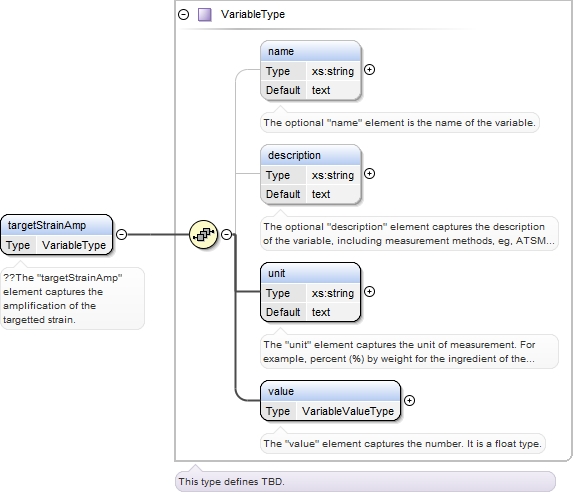 VariableType
name
Type xs:string
Default text
The optional "name" element is the name of the variable.
description
Type xs:string
Default text
The optional "description" element captures the description
of the variable, including measurement methods, eg, ATSM...
targetStrainAmp
Type VariableType
??The "targetStrainAmp"
element captures the
amplification of the
targetted strain.
unit
Type xs:string
Default text
The "unit" element captures the unit of measurement. For
example, percent (%) by weight for the ingredient of the...
value
Type VariableValueType
The "value" element captures the number. It is a float type.
This type defines TBD.